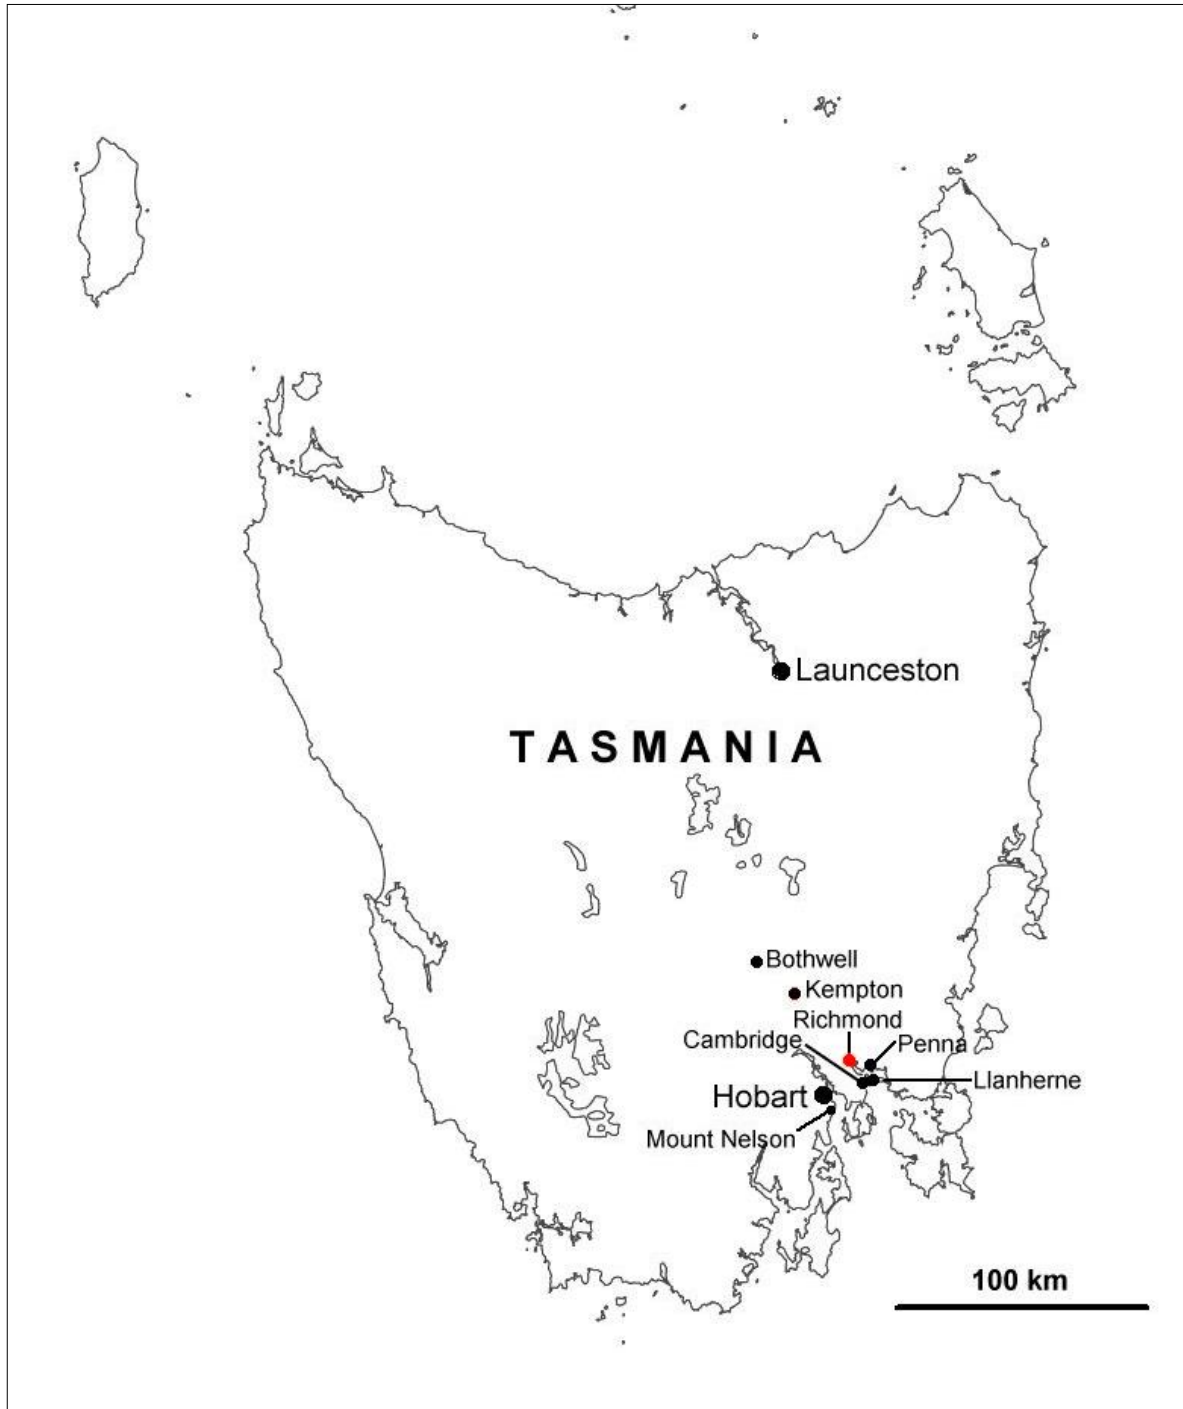 Launceston
TASMANIA
Bothwell
Kempton
Richmond
Cambridge
Penna
Llanherne
Hobart
Mount Nelson
100 km